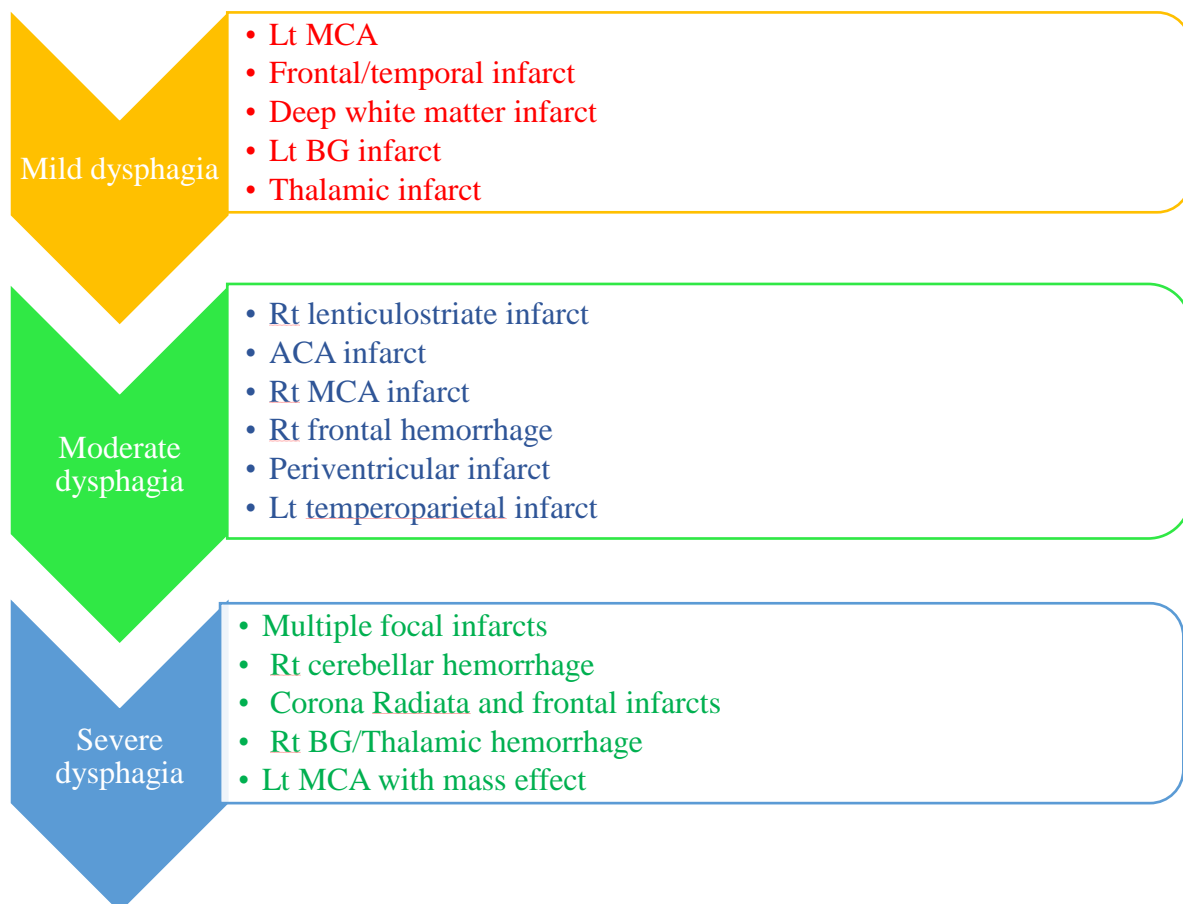 Mild dysphagia
• Lt MCA
• Frontal/temporal infarct
• Deep white matter infarct
• Lt BG infarct
• Thalamic infarct
Moderate
dysphagia
• Rt lenticulostriate infarct
• ACA infarct
• Rt MCA infarct
• Rt frontal hemorrhage
• Periventricular infarct
• Lt temperoparietal infarct
Severe
dysphagia
• Multiple focal infarcts
• Rt cerebellar hemorrhage
• Corona Radiata and frontal infarcts
• Rt BG/Thalamic hemorrhage
• Lt MCA with mass effect